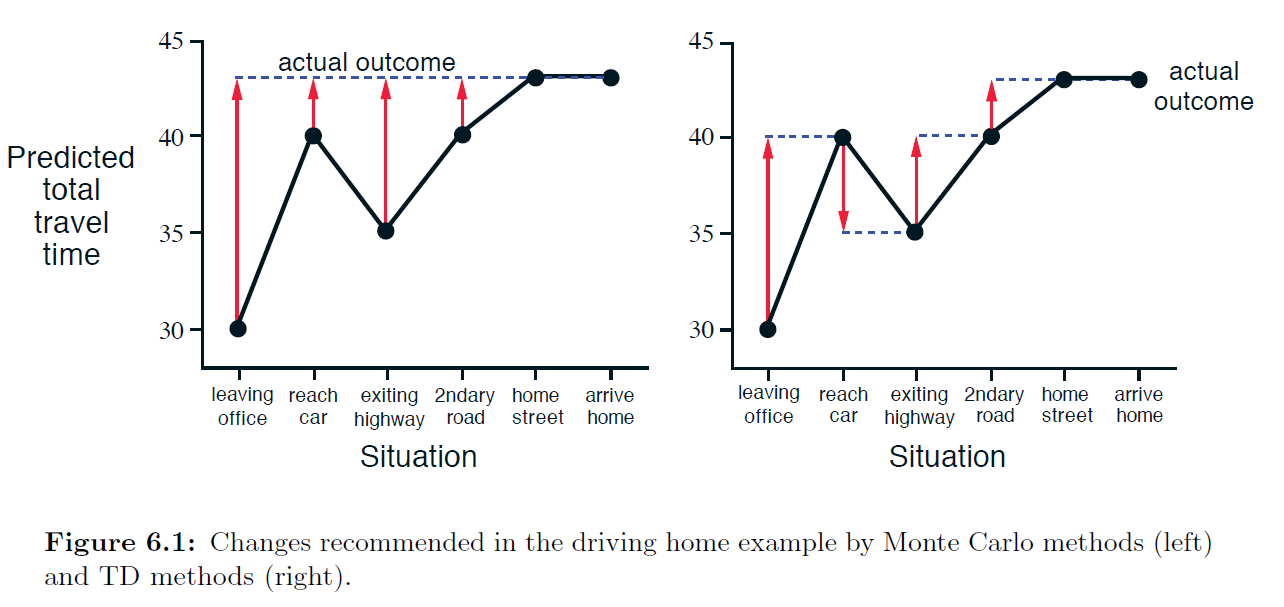 45
40
35
30
Predicted
total
travel
time
actual outcome
leaving
office
reach
car
exiting
highway
2ndary
road
home
street
arrive
home
Situation
45
40
35
30
actual
outcome
leaving
office
reach
car
exiting
highway
2ndary
road
home
street
arrive
home
Situation
Figure 6.1: Changes recommended in the driving home example by Monte Carlo methods (left)
and TD methods (right).